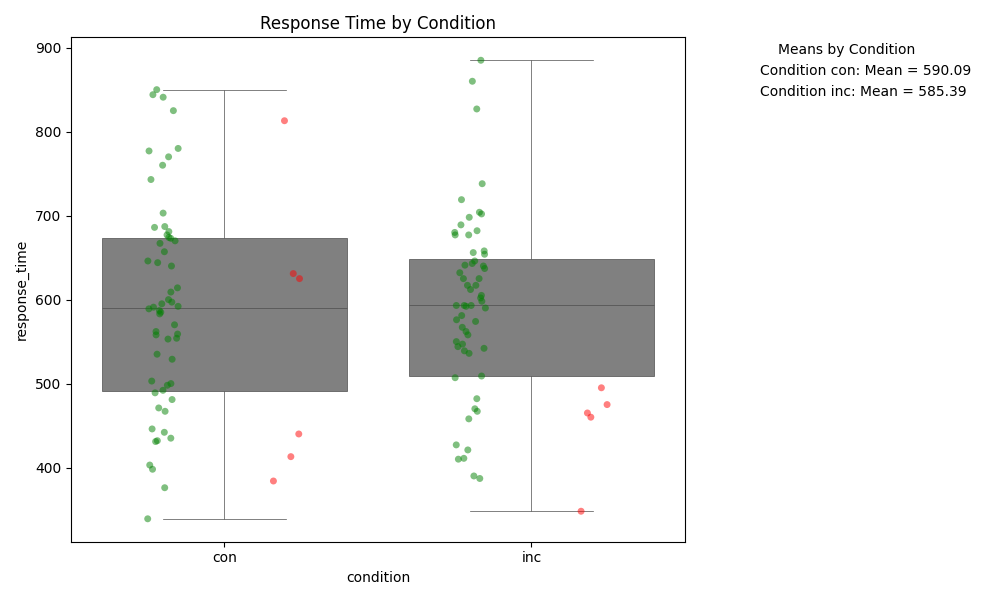 Response Time by Condition
Means by Condition
Condition con: Mean = 590.09
Condition inc: Mean = 585.39
response_time
900
800
700
600
500
400
con
inc
condition